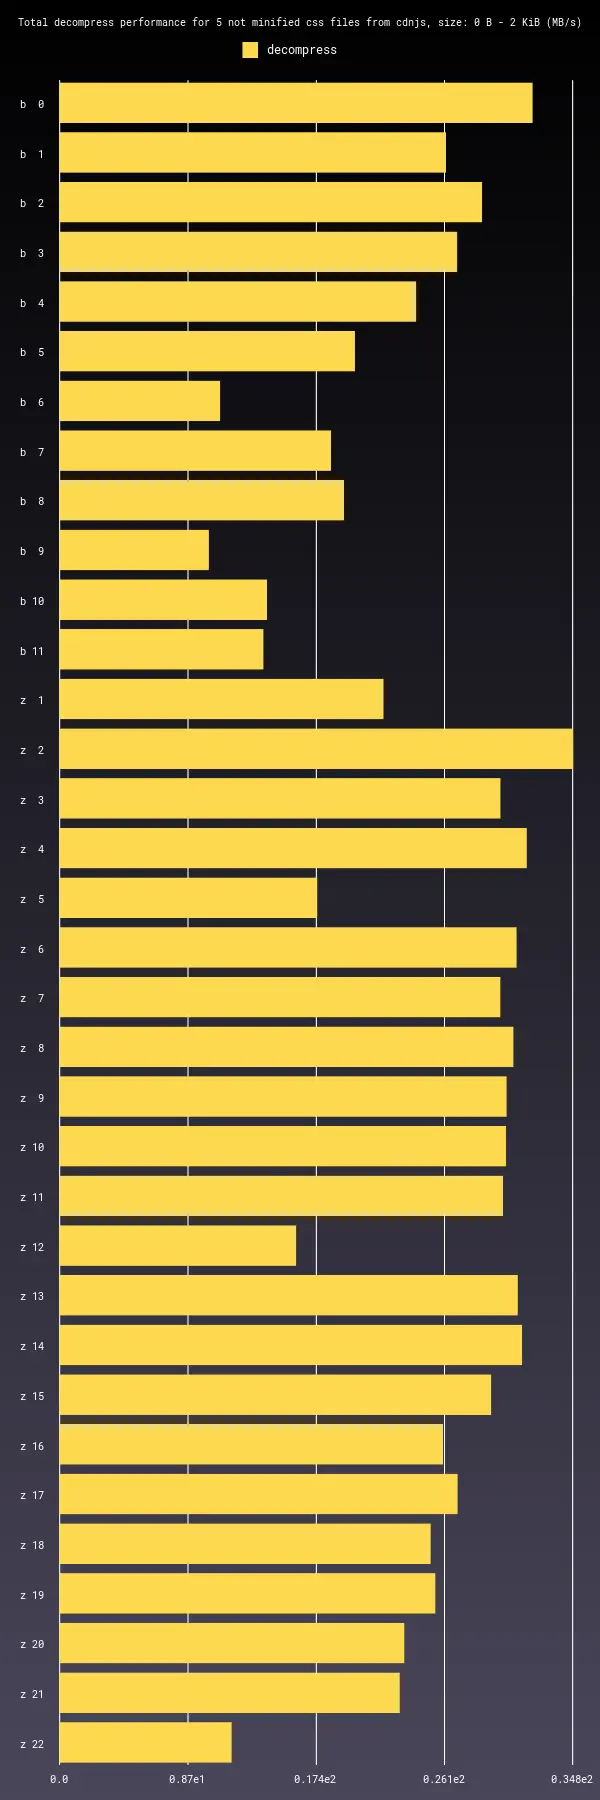 Total decompress performance for 5 not minified css files from cdnjs, size: 0 B - 2 KiB (MB/s)
decompress
b  0
b  1
b  2
b  3
b  4
b  5
b  6
b  7
b  8
b  9
b 10
b 11
z  1
z  2
z  3
z  4
z  5
z  6
z  7
z  8
z  9
z 10
z 11
z 12
z 13
z 14
z 15
z 16
z 17
z 18
z 19
z 20
z 21
z 22
0.0 0.87e1 0.174e2 0.261e2 0.348e2